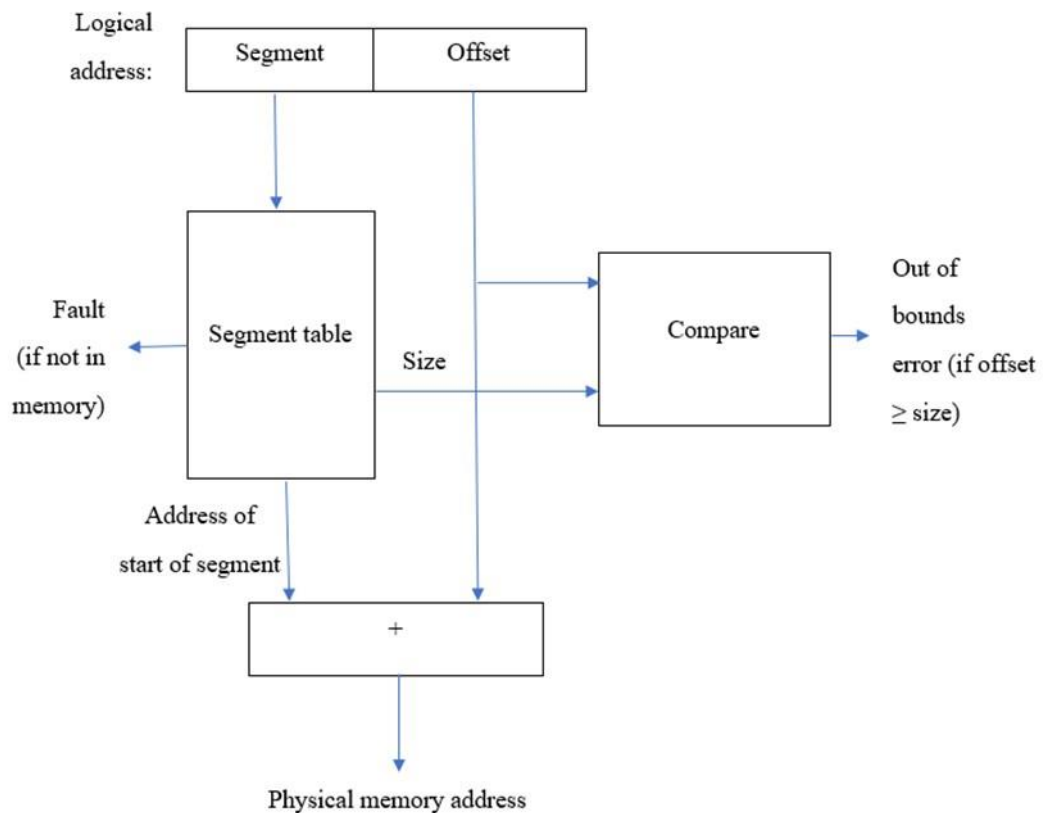 Logical
address:
Segment
Offset
Fault
(if not in
memory)
Segment table
Size
Compare
Out of
bounds
error (if offset
≥ size)
Address of
start of segment
+
Physical memory address